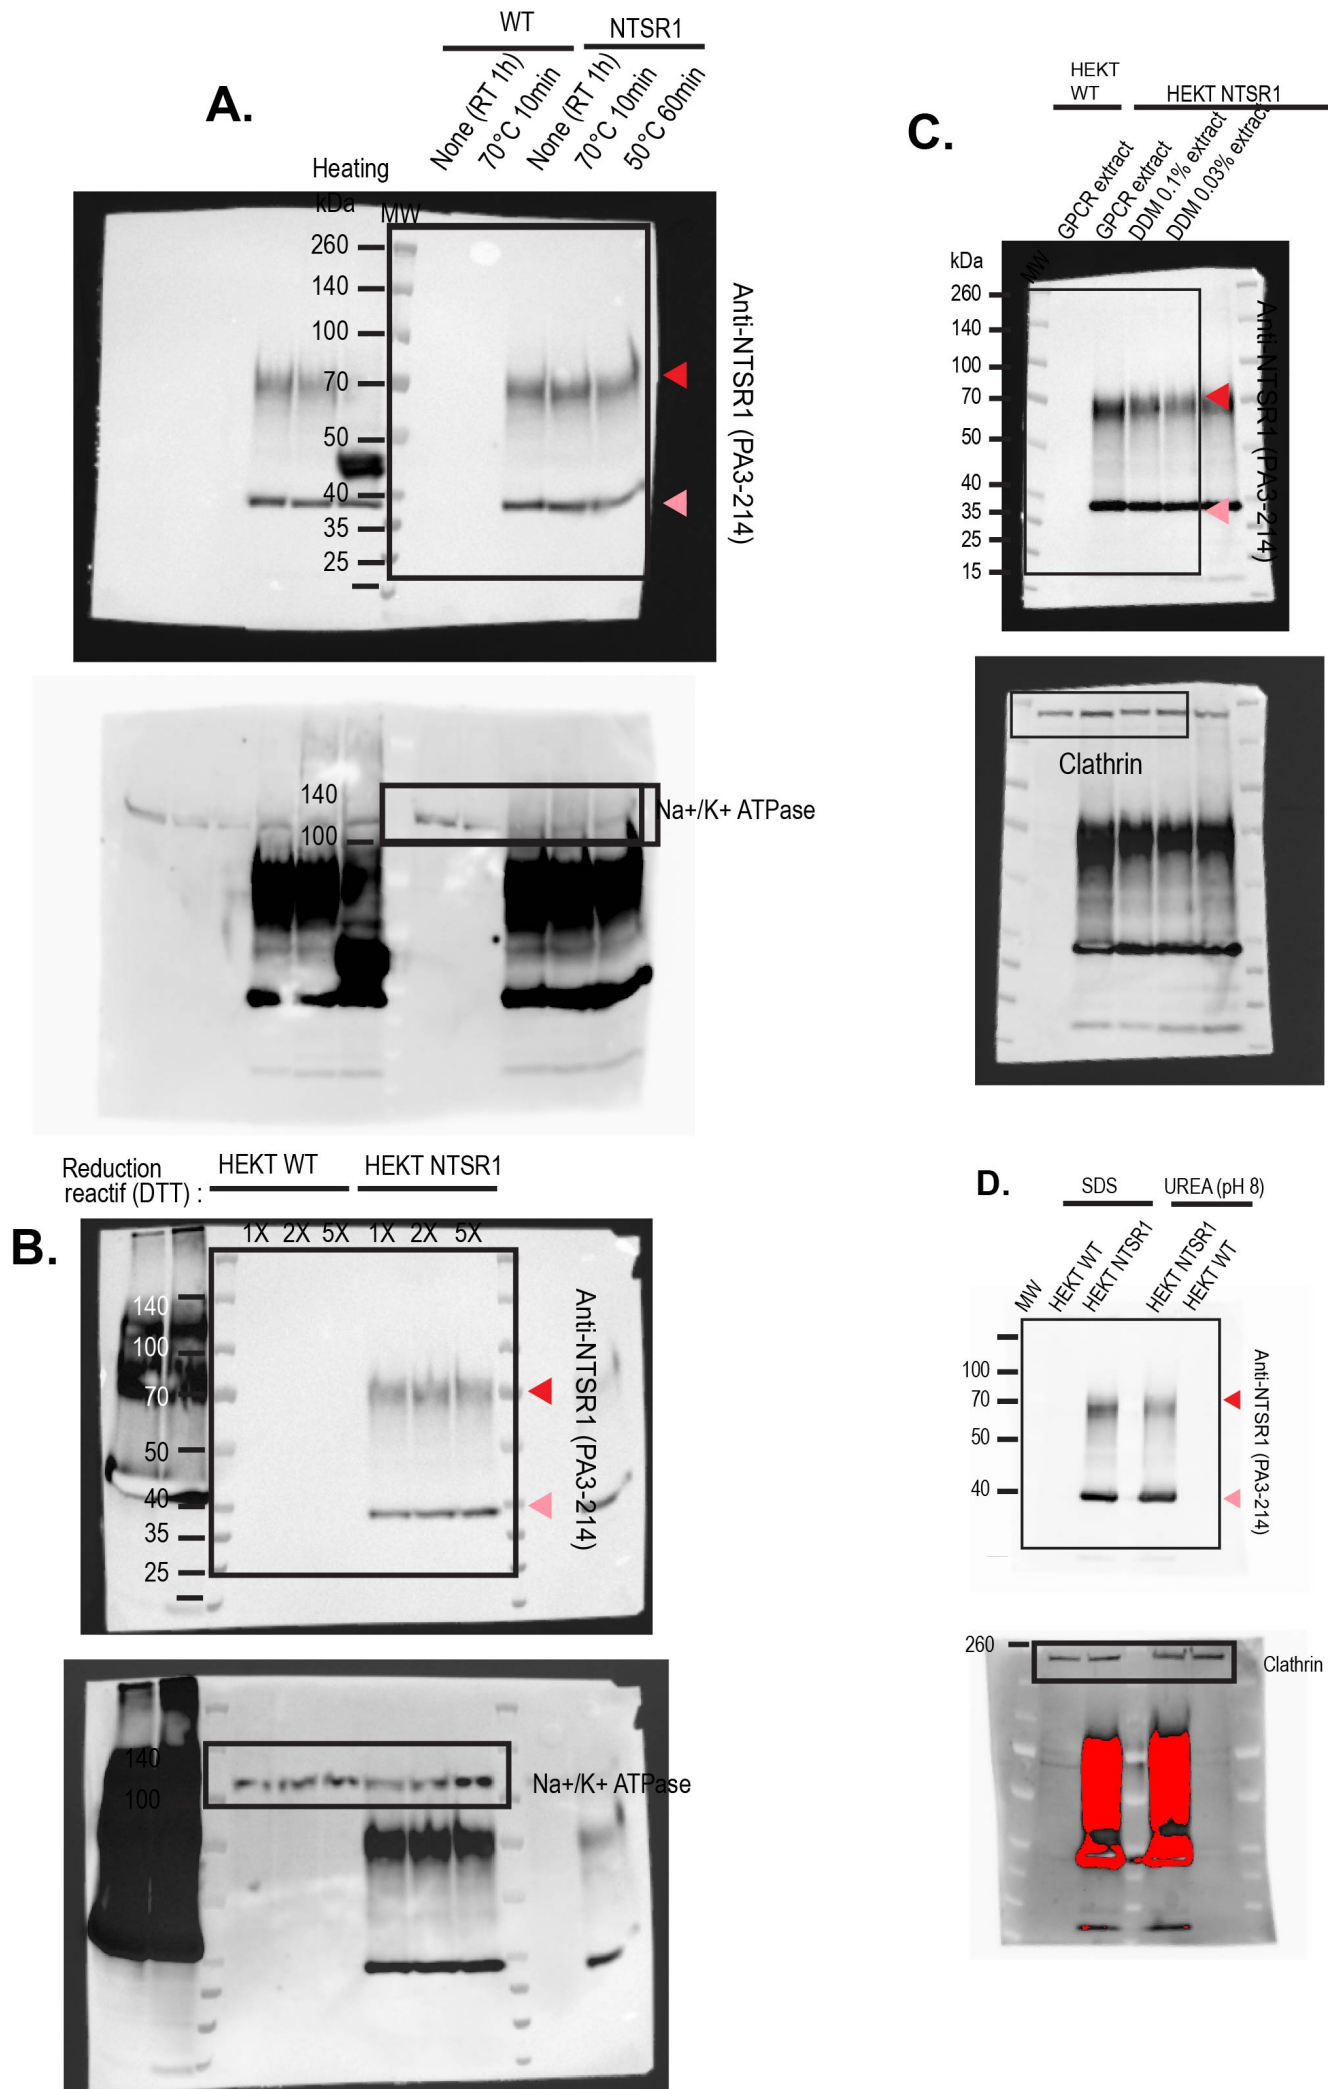 A.
WT
NTSR1
None (RT 1h)
70°C 10min
None (RT 1h)
70°C 10min
50°C 60min
Heating
kDa
MW
260
140
100
70
50
40
35
25
Anti-NTSR1 (PA3-214)
140
100
Na+/K+ ATPase
Reduction
reactif (DTT) :
HEKT WT
HEKT NTSR1
B.
1X 2X 5X 1X 2X 5X
140
100
70
50
40
35
25
Anti-NTSR1 (PA3-214)
140
100
Na+/K+ ATPase
C.
HEKT
WT
HEKT NTSR1
GPCR extract
GPCR extract
DDM 0.1% extract
DDM 0.03% extract
kDa
MW
260
140
100
70
50
40
35
25
15
Anti-NTSR1 (PA3-214)
Clathrin
D.
SDS
UREA (pH 8)
MW
HEKT WT
HEKT NTSR1
HEKT NTSR1
HEKT WT
100
70
50
40
Anti-NTSR1 (PA3-214)
260
Clathrin